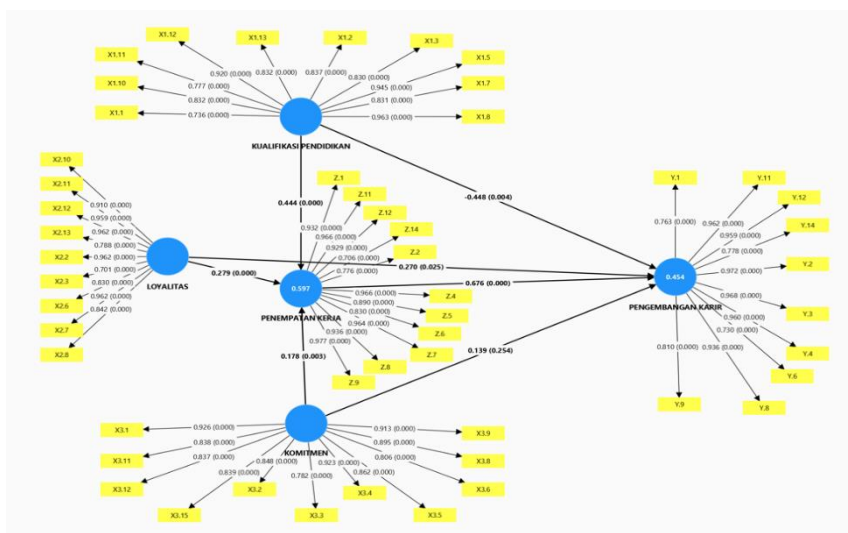 X1.12
X1.13
X1.2
X1.3
X1.11
X1.5
X1.10
X1.7
X1.1
X1.8
0.920 (0.000)
0.832 (0.000)
0.837 (0.000)
0.830 (0.000)
0.777 (0.000)
0.945 (0.000)
0.832 (0.000)
0.831 (0.000)
0.736 (0.000)
0.963 (0.000)
KUALIFIKASI PENDIDIKAN
X2.10
X2.11
X2.12
X2.13
X2.2
X2.3
X2.6
X2.7
X2.8
0.910 (0.000)
0.959 (0.000)
0.962 (0.000)
0.788 (0.000)
0.962 (0.000)
0.701 (0.000)
0.830 (0.000)
0.962 (0.000)
0.842 (0.000)
LOYALITAS
0.444 (0.000)
-0.448 (0.004)
0.279 (0.000)
0.270 (0.025)
0.676 (0.000)
0.178 (0.003)
0.139 (0.254)
Z.1
Z.11
Z.12
Z.14
Z.2
0.932 (0.000)
0.966 (0.000)
0.929 (0.000)
0.706 (0.000)
0.776 (0.000)
0.597
PENEMPATAN KERJA
0.966 (0.000)
0.890 (0.000)
0.830 (0.000)
0.964 (0.000)
0.936 (0.000)
0.977 (0.000)
Z.4
Z.5
Z.6
Z.7
Z.8
Z.9
Y.1
Y.11
Y.12
Y.14
Y.2
Y.3
Y.4
Y.6
Y.8
Y.9
0.763 (0.000)
0.962 (0.000)
0.959 (0.000)
0.778 (0.000)
0.972 (0.000)
0.454
PENGEMBANGAN KARIR
0.968 (0.000)
0.960 (0.000)
0.730 (0.000)
0.810 (0.000)
0.936 (0.000)
KOMITMEN
X3.1
X3.11
X3.12
X3.15
X3.2
X3.3
X3.4
X3.5
X3.6
X3.8
X3.9
0.926 (0.000)
0.838 (0.000)
0.837 (0.000)
0.839 (0.000)
0.848 (0.000)
0.782 (0.000)
0.923 (0.000)
0.862 (0.000)
0.806 (0.000)
0.895 (0.000)
0.913 (0.000)